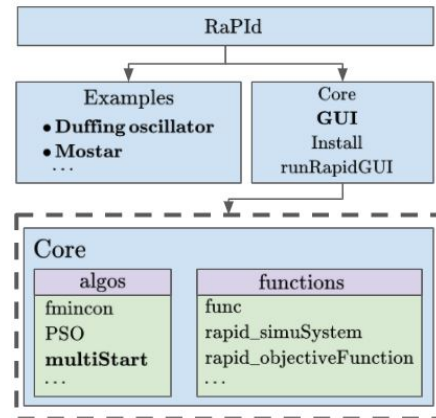 RaPId
Examples
• Duffing oscillator
• Mostar
...
Core
GUI
Install
runRapidGUI
Core
algos
fmincon
PSO
multiStart
...
functions
func
rapid_simuSystem
rapid_objectiveFunction
...